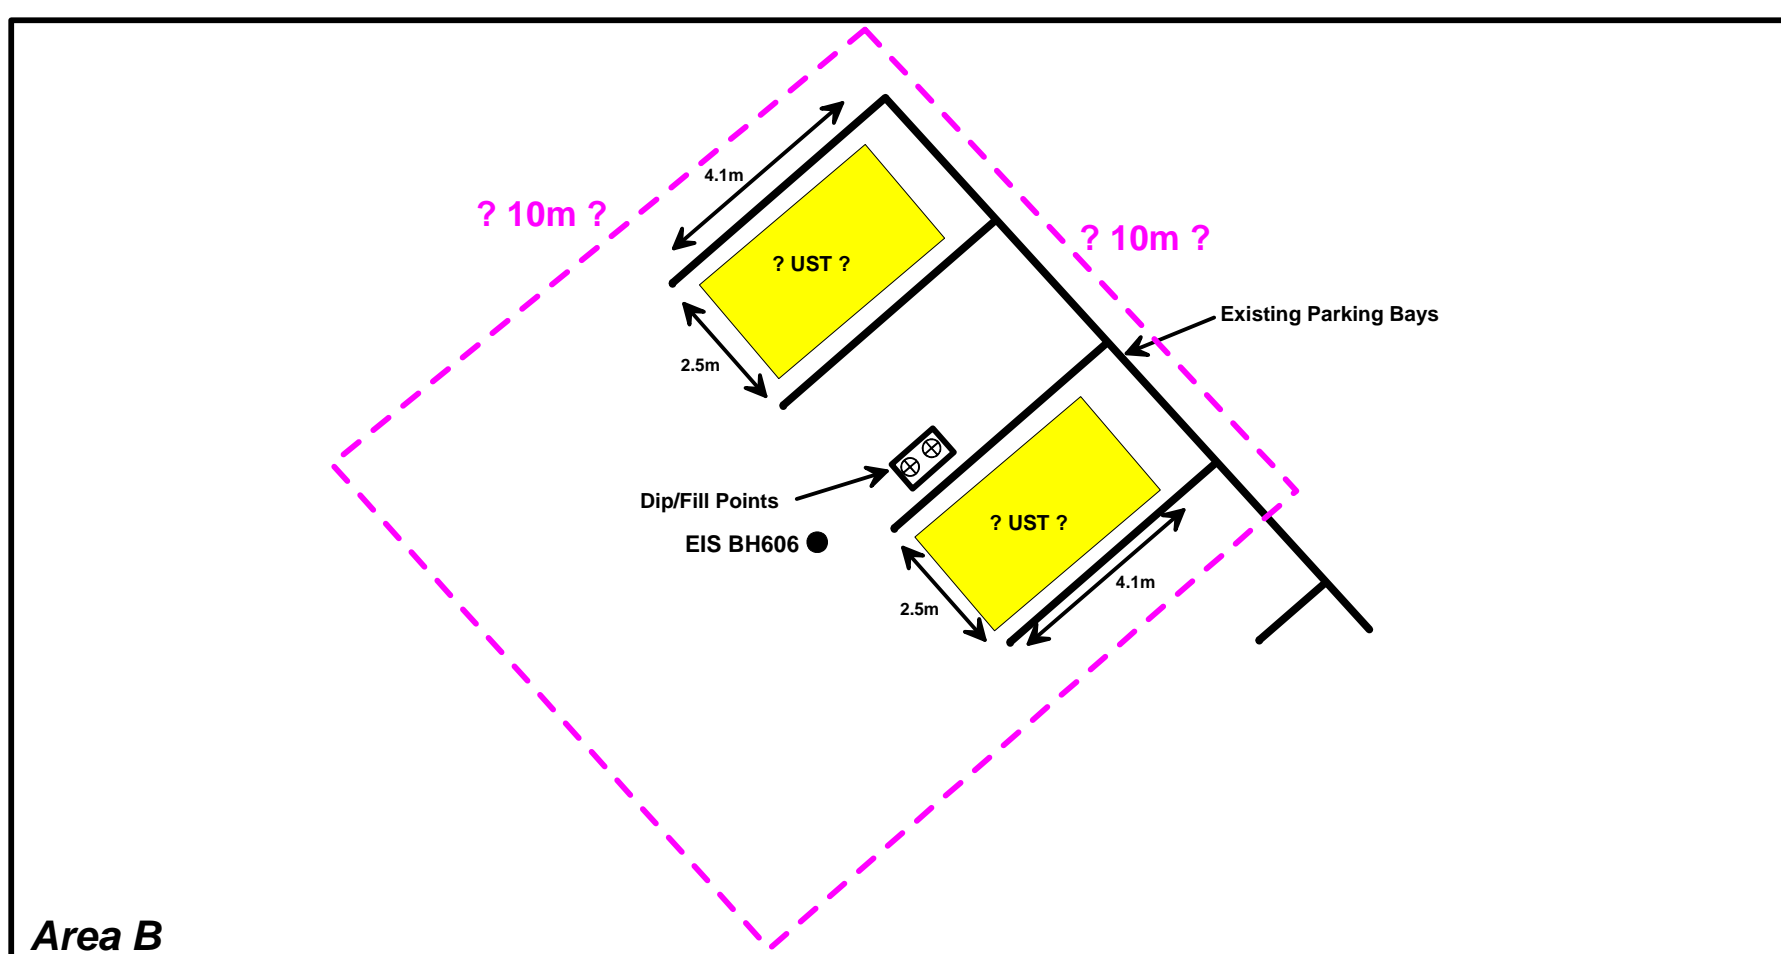 4.1m
? 10m ?
? 10m ?
? UST ?
Existing Parking Bays
2.5m
Dip/Fill Points
? UST ?
EIS BH606
4.1m
2.5m
Area B